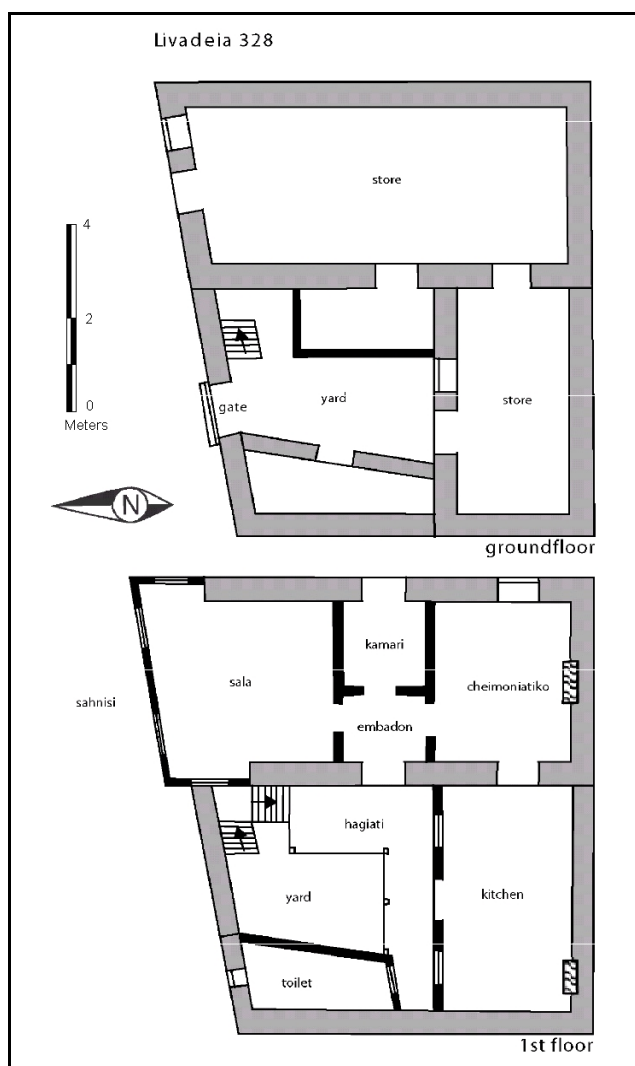 Livadeia 328
store
4
2
0
Meters
gate
yard
store
N
groundfloor
kamari
sala
cheimoniatiko
sahnisi
embadon
hagiati
yard
kitchen
toilet
1st floor